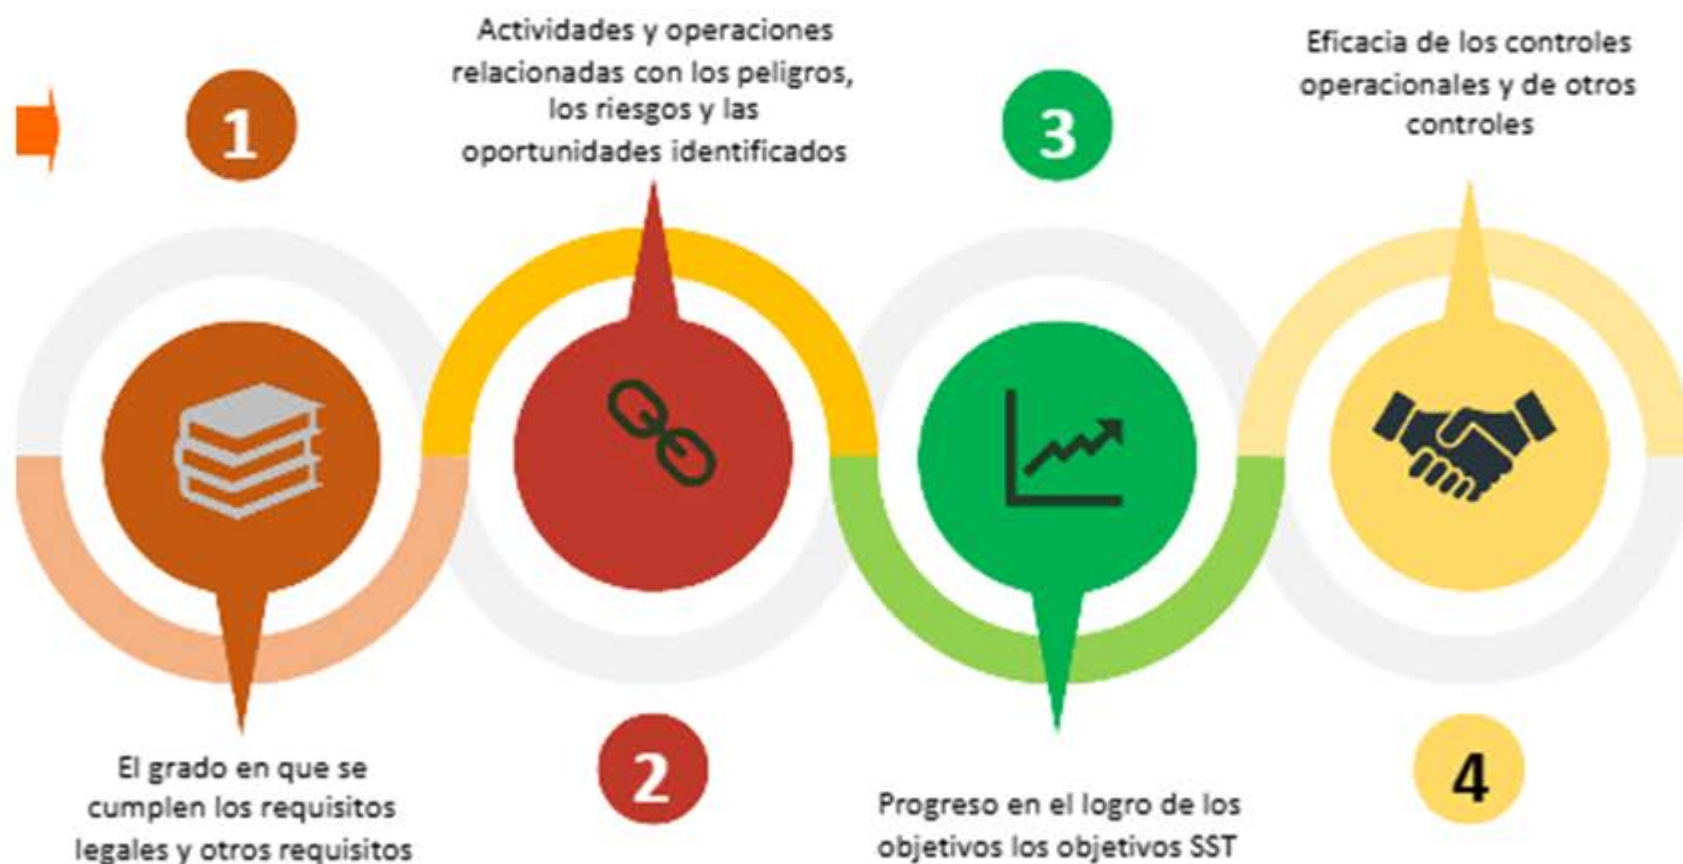 1
El grado en que se
cumplen los requisitos
legales y otros requisitos
Actividades y operaciones
relacionadas con los peligros,
los riesgos y las
oportunidades identificados
2
3
Progreso en el logro de los
objetivos los objetivos SST
Eficacia de los controles
operacionales y de otros
controles
4